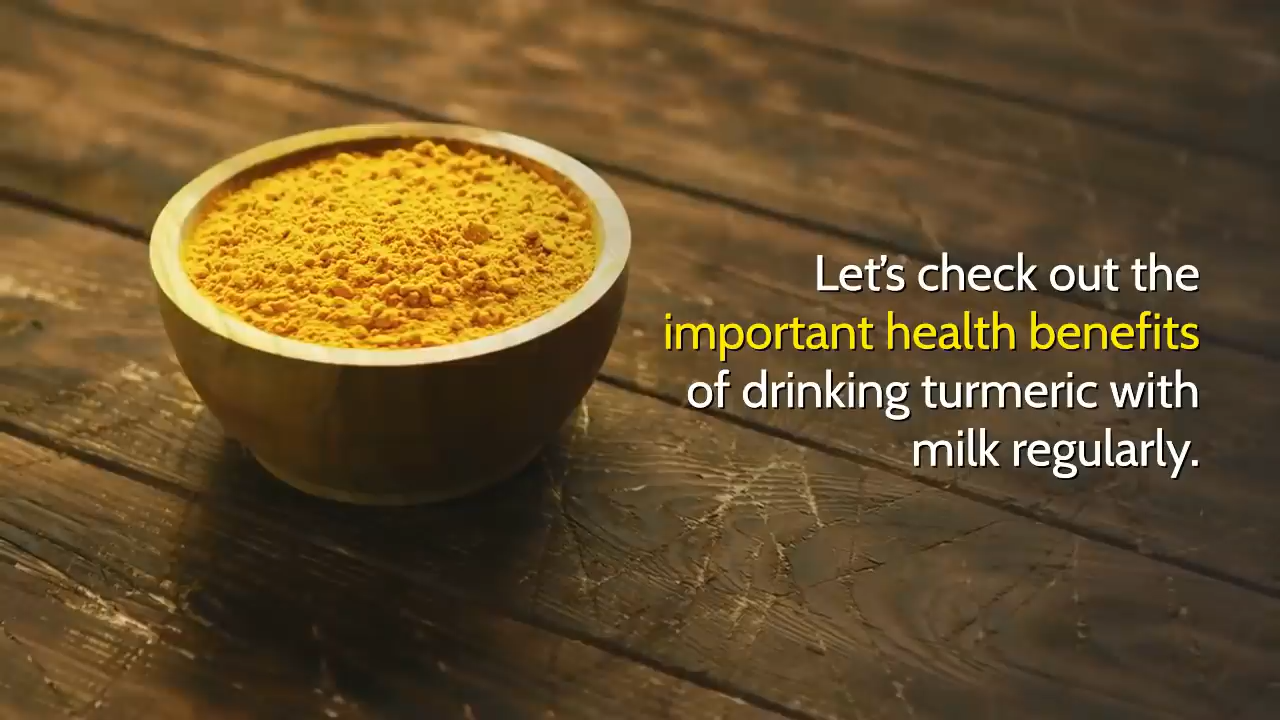 Let's check out the
important health benefits
of drinking turmeric with
milk regularly.